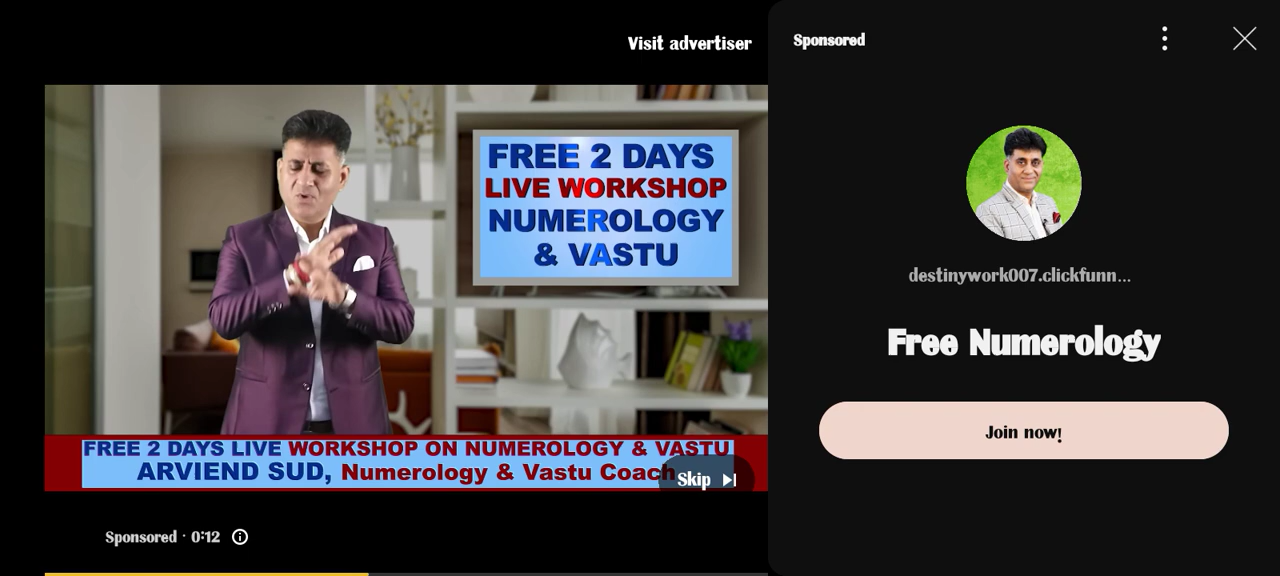 Visit advertiser
FREE 2 DAYS
LIVE WORKSHOP
NUMEROLOGY
& VASTU
FREE 2 DAYS LIVE WORKSHOP ON NUMEROLOGY & VASTU
ARVIEND SUD, Numerology & Vastu Coach
Skip
Sponsored · 0:12
Sponsored
destinywork007.clickfunn...
Free Numerology
Join now!